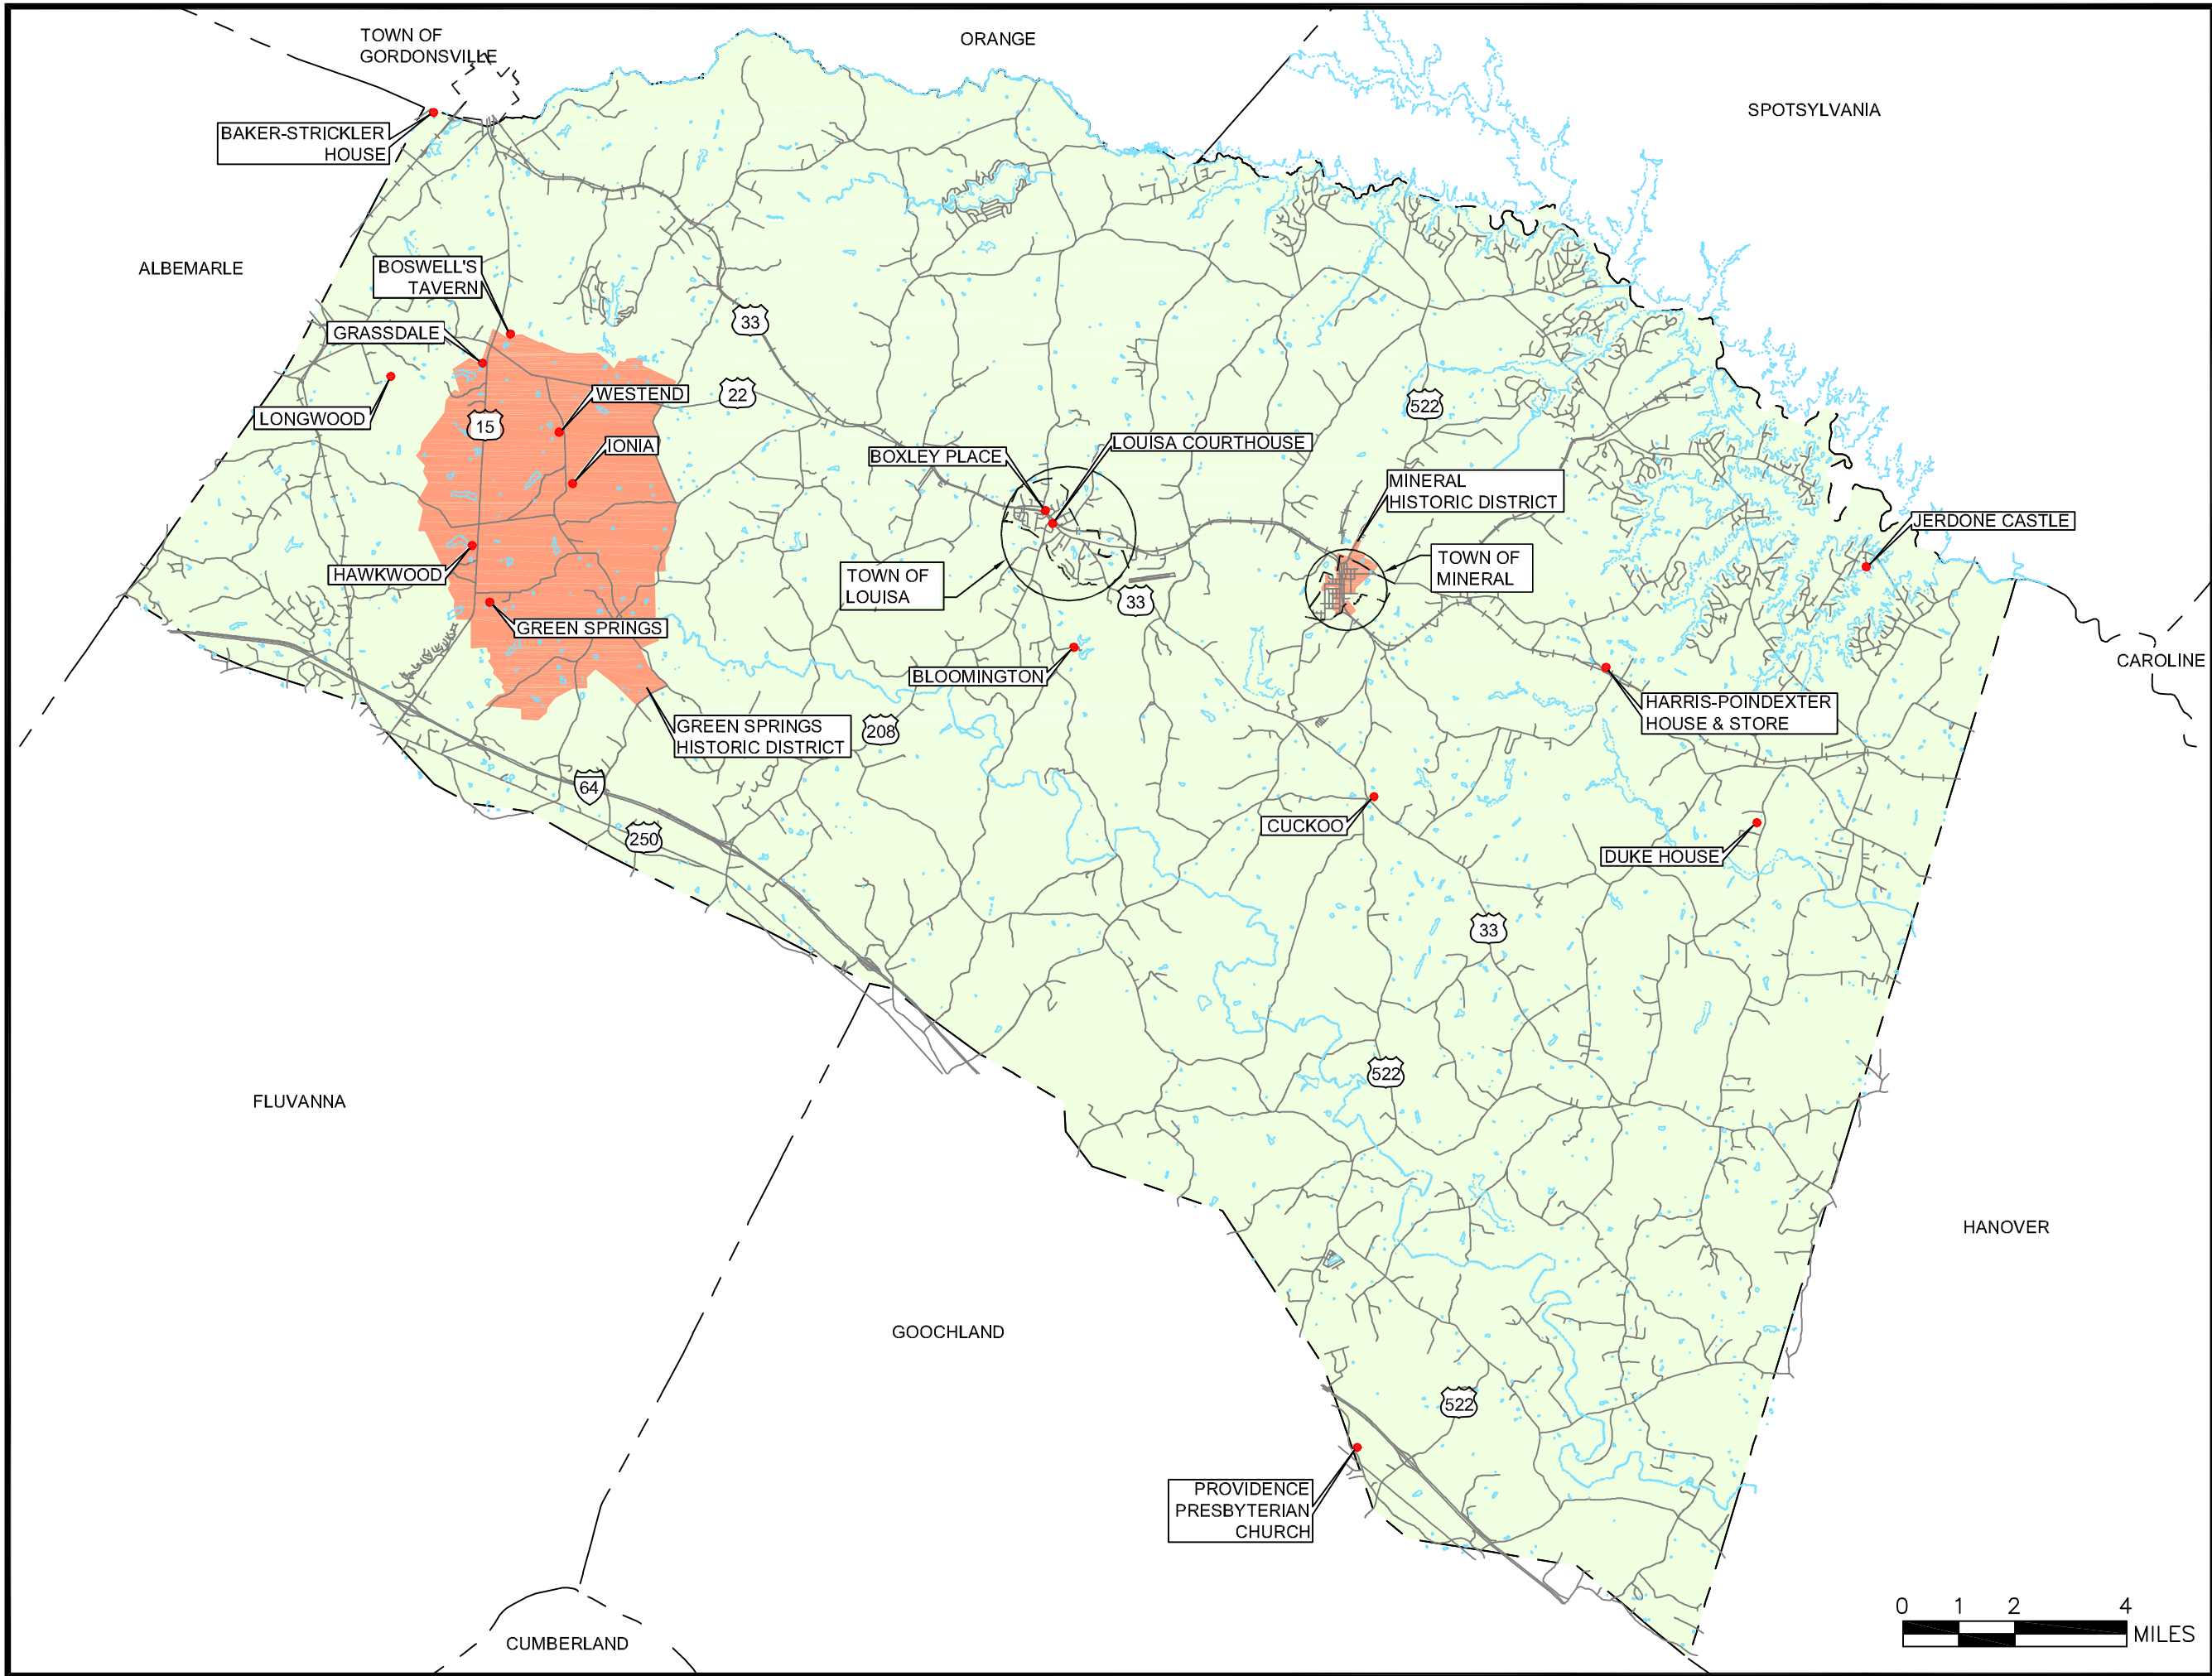 TOWN OF
GORDONSVILLE
ORANGE
SPOTSYLVANIA
BAKER-STRICKLER
HOUSE
ALBEMARLE
BOSWELL'S
TAVERN
GRASSDALE
33
LONGWOOD
WESTEND
22
522
15
IONIA
BOXLEY PLACE
LOUISA COURTHOUSE
MINERAL
HISTORIC DISTRICT
JERDONE CASTLE
HAWKWOOD
TOWN OF
LOUISA
TOWN OF
MINERAL
33
GREEN SPRINGS
BLOOMINGTON
CAROLINE
HARRIS-POINDEXTER
HOUSE & STORE
GREEN SPRINGS
HISTORIC DISTRICT
208
64
250
CUCKOO
DUKE HOUSE
33
522
FLUVANNA
HANOVER
GOOCHLAND
522
PROVIDENCE
PRESBYTERIAN
CHURCH
CUMBERLAND
0 1 2 4
MILES